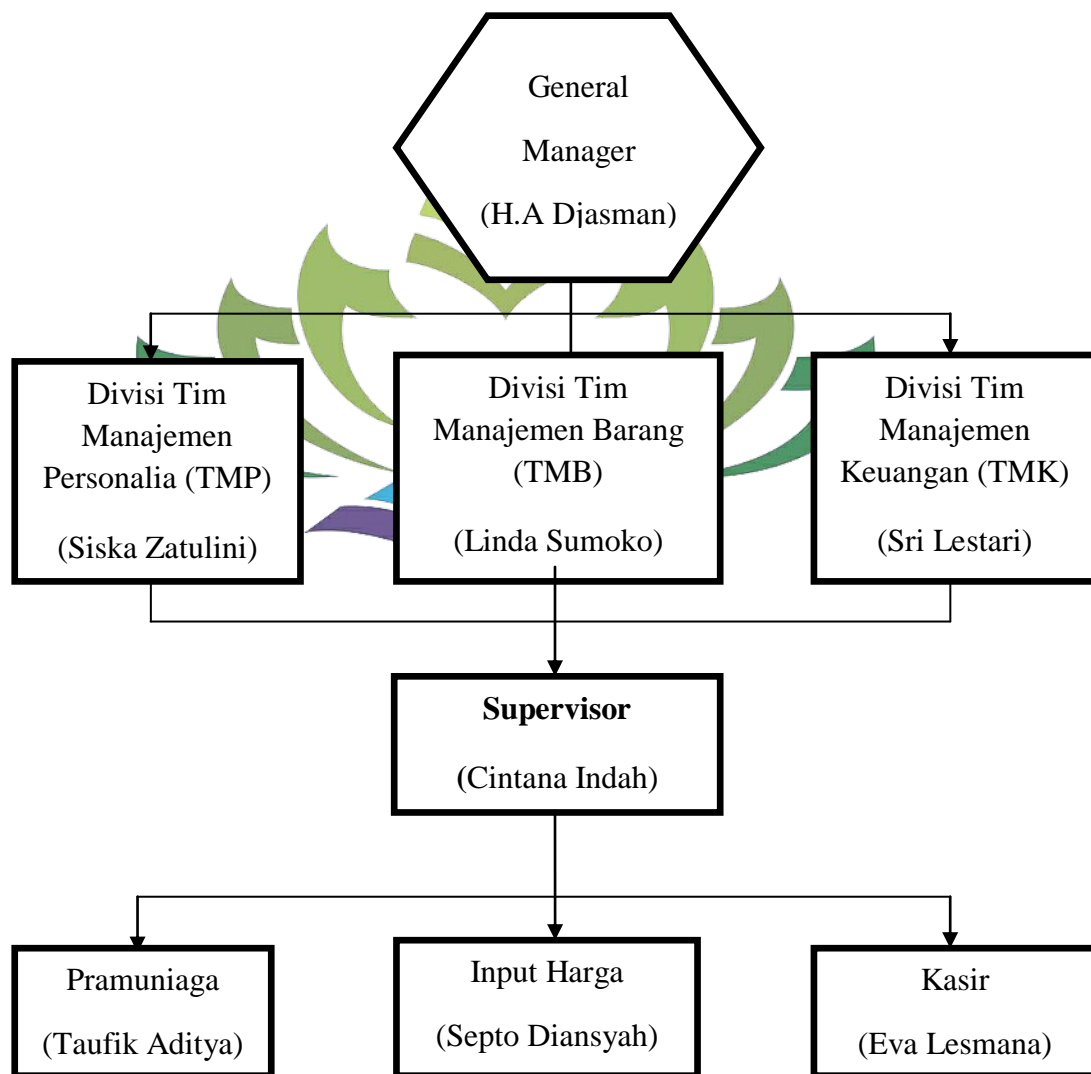 General
Manager
(H.A Djasman)
Divisi Tim
Manajemen
Personalia (TMP)
(Siska Zatulini)
Divisi Tim
Manajemen Barang
(TMB)
(Linda Sumoko)
Divisi Tim
Manajemen
Keuangan (TMK)
(Sri Lestari)
Supervisor
(Cintana Indah)
Pramuniaga
(Taufik Aditya)
Input Harga
(Septo Diansyah)
Kasir
(Eva Lesmana)